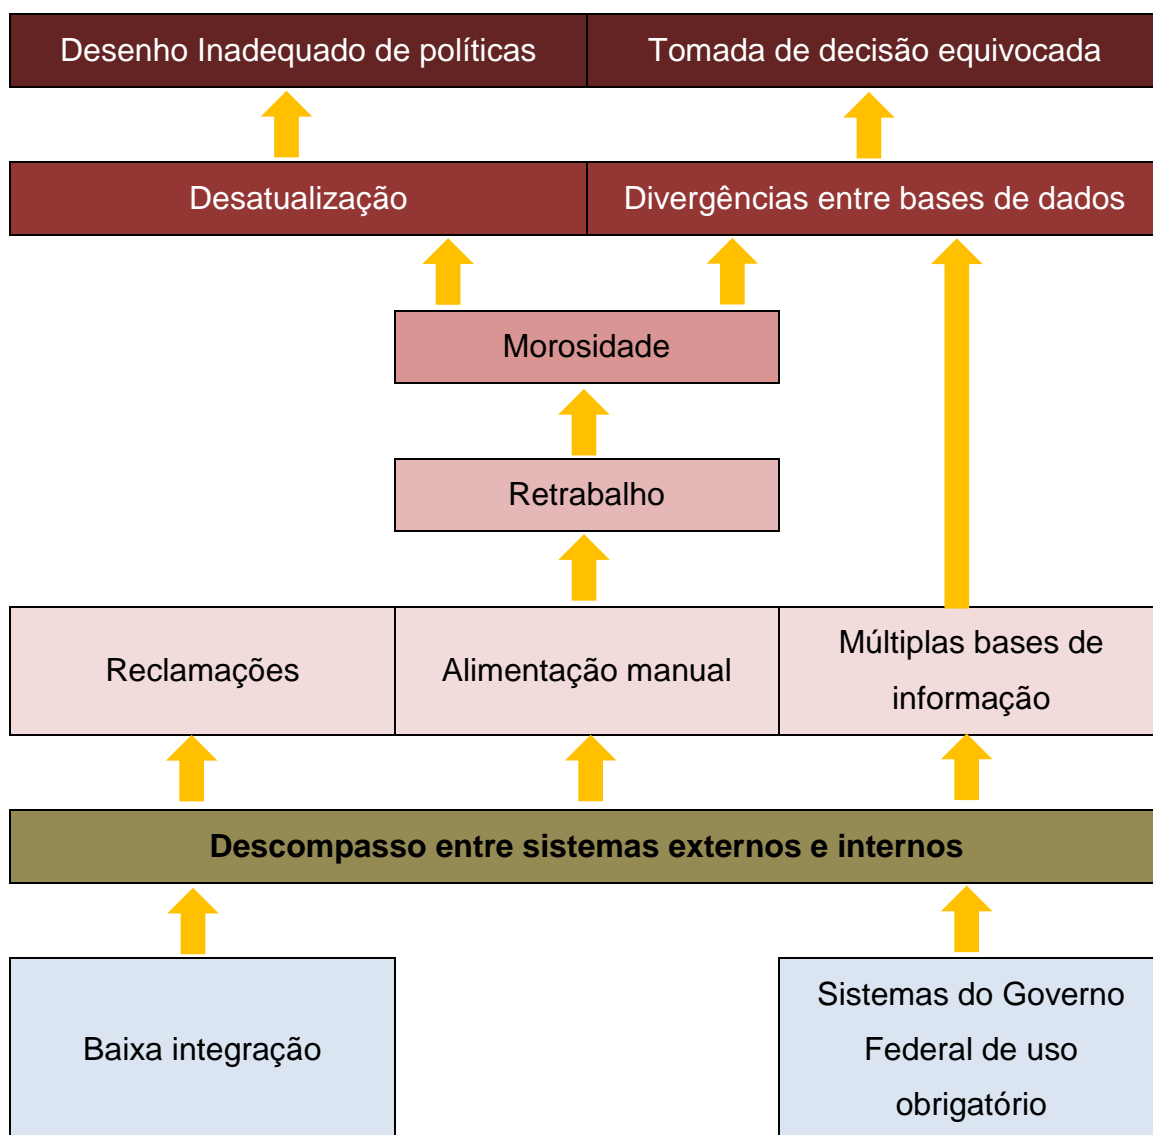 Desenho Inadequado de políticas
Tomada de decisão equivocada
Desatualização
Divergências entre bases de dados
Morosidade
Retrabalho
Reclamações
Alimentação manual
Múltiplas bases de
informação
Descompasso entre sistemas externos e internos
Baixa integração
Sistemas do Governo
Federal de uso
obrigatório